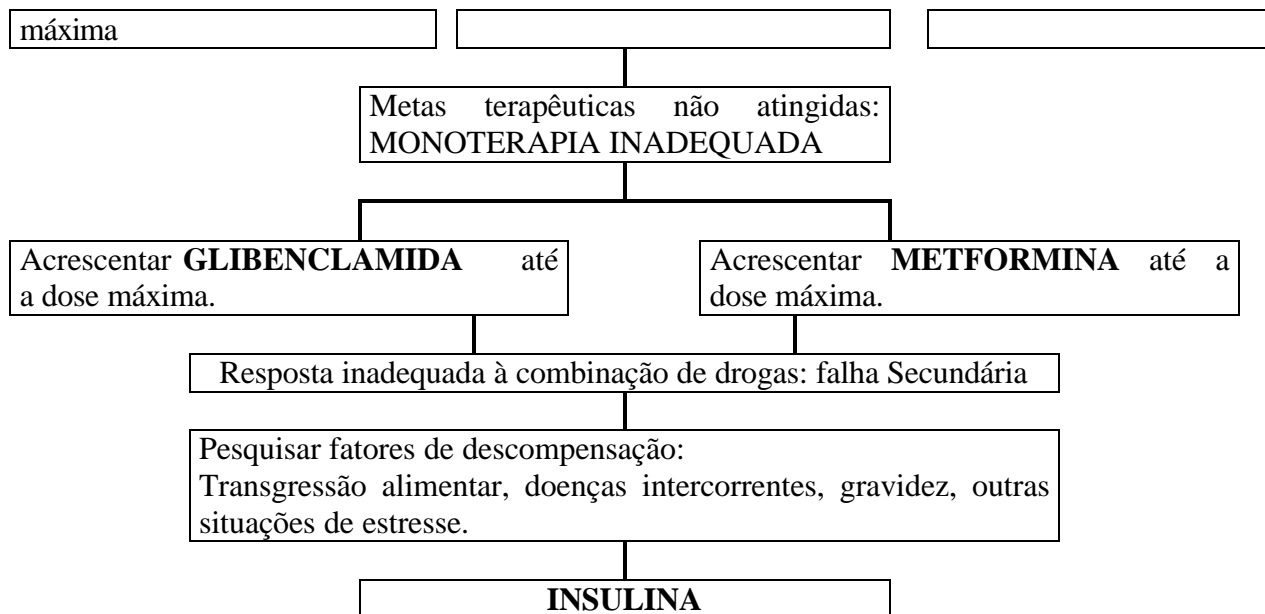 máxima
Metas terapêuticas não atingidas:
MONOTERAPIA INADEQUADA
Acrescentar GLIBENCLAMIDA até
a dose máxima.
Acrescentar METFORMINA até a
dose máxima.
Resposta inadequada à combinação de drogas: falha Secundária
Pesquisar fatores de descompensação:
Transgressão alimentar, doenças intercorrentes, gravidez, outras
situações de estresse.
INSULINA